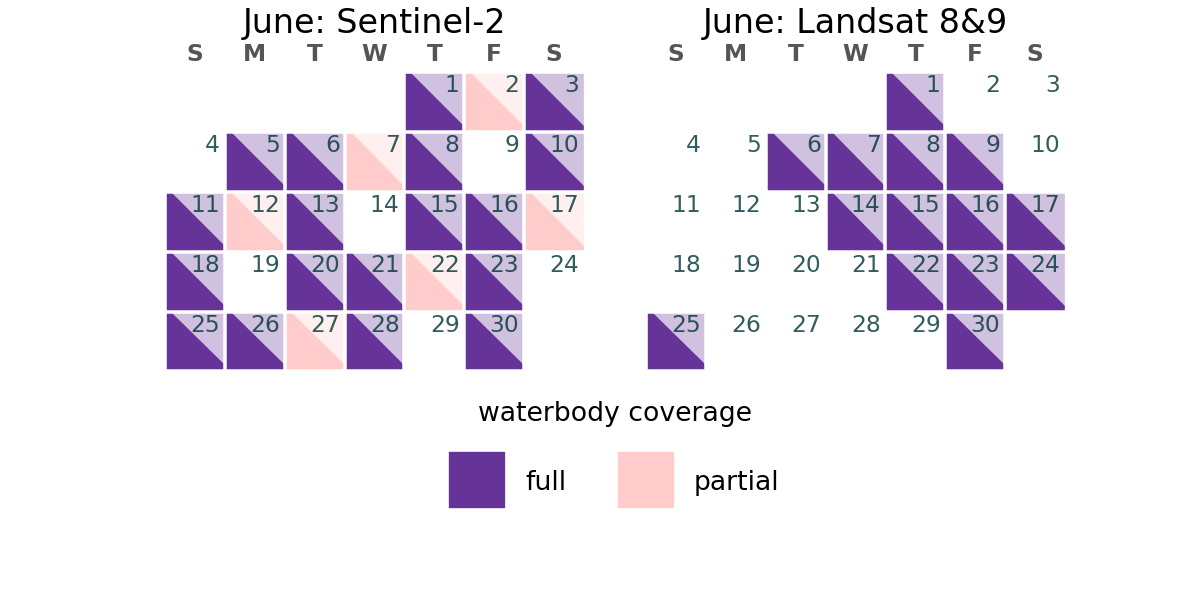 June: Sentinel-2
S M T W T F S
1 2 3
4 5 6 7 8 9 10
11 12 13 14 15 16 17
18 19 20 21 22 23 24
25 26 27 28 29 30
June: Landsat 8&9
S M T W T F S
1 2 3
4 5 6 7 8 9 10
11 12 13 14 15 16 17
18 19 20 21 22 23 24
25 26 27 28 29 30
waterbody coverage
full
partial